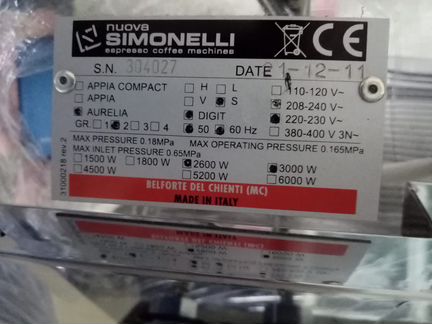 nuova
SIMONELLI
espresso coffee machines
CE
S.N. 304027 DATE 21-12-11
APPIA COMPACT H L 110-120 V~
APPIA V S 208-240 V~
AURELIA DIGIT 220-230 V~
GR. 1 2 3 4 50 60 Hz 380-400 V 3N~
MAX PRESSURE 0.18MPa MAX OPERATING PRESSURE 0.165MPa
MAX INLET PRESSURE 0.65MPa
1500 W 1800 W 2600 W 3000 W
4500 W 5200 W 6000 W
BELFORTE DEL CHIENTI (MC)
MADE IN ITALY
31000218 rev.2